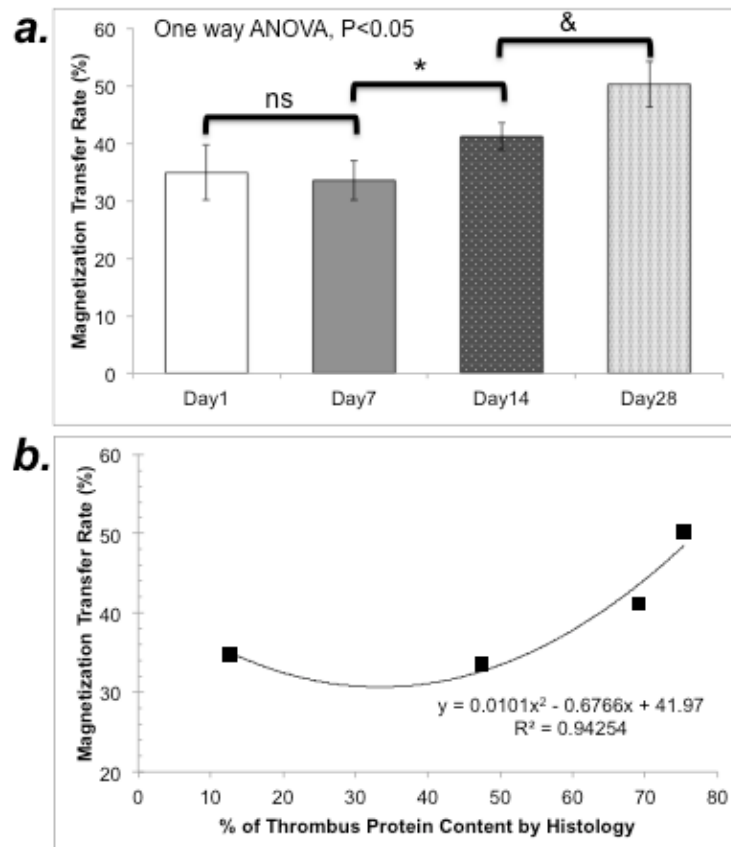 a.
One way ANOVA, P<0.05
Magnetization Transfer Rate (%)
60
50
40
30
20
10
0
ns
*
&
Day1 Day7 Day14 Day28
b.
Magnetization Transfer Rate (%)
60
50
40
30
20
y = 0.0101x² - 0.6766x + 41.97
R² = 0.94254
0 10 20 30 40 50 60 70 80
% of Thrombus Protein Content by Histology